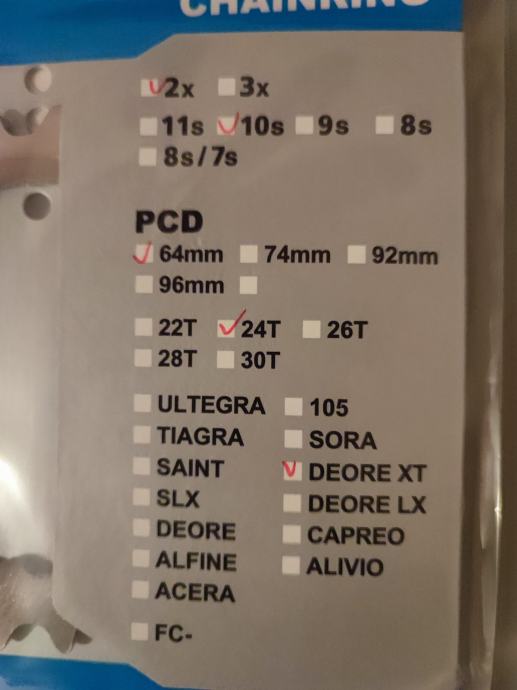 CHAINRING
2x 3x
11s 10s 9s 8s
8s/7s
PCD
64mm 74mm 92mm
96mm
22T 24T 26T
28T 30T
ULTEGRA 105
TIAGRA SORA
SAINT DEORE XT
SLX DEORE LX
DEORE CAPREO
ALFINE ALIVIO
ACERA
FC-